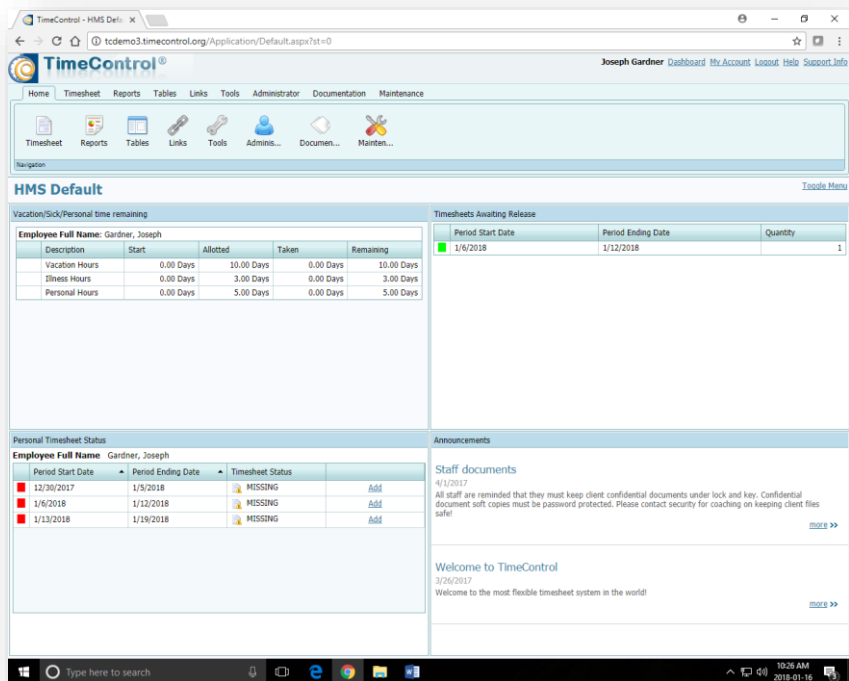 TimeControl - HMS Defa
tcdemo3.timecontrol.org/Application/Default.aspx?st=0
TimeControl®
Joseph Gardner Dashboard My Account Logout Help Support Info
Home Timesheet Reports Tables Links Tools Administrator Documentation Maintenance
Timesheet Reports Tables Links Tools Adminis... Documen... Mainten...
Navigation
HMS Default
Toggle Menu
Vacation/Sick/Personal time remaining
Employee Full Name: Gardner, Joseph
Description Start Allotted Taken Remaining
Vacation Hours 0.00 Days 10.00 Days 0.00 Days 10.00 Days
Illness Hours 0.00 Days 3.00 Days 0.00 Days 3.00 Days
Personal Hours 0.00 Days 5.00 Days 0.00 Days 5.00 Days
Timesheets Awaiting Release
Period Start Date Period Ending Date Quantity
1/6/2018 1/12/2018 1
Personal Timesheet Status
Employee Full Name Gardner, Joseph
Period Start Date Period Ending Date Timesheet Status
12/30/2017 1/5/2018 MISSING Add
1/6/2018 1/12/2018 MISSING Add
1/13/2018 1/19/2018 MISSING Add
Announcements
Staff documents
4/1/2017
All staff are reminded that they must keep client confidential documents under lock and key. Confidential
document soft copies must be password protected. Please contact security for coaching on keeping client files
safe!
more >>
Welcome to TimeControl
3/26/2017
Welcome to the most flexible timesheet system in the world!
more >>
Type here to search
10:26 AM
2018-01-16